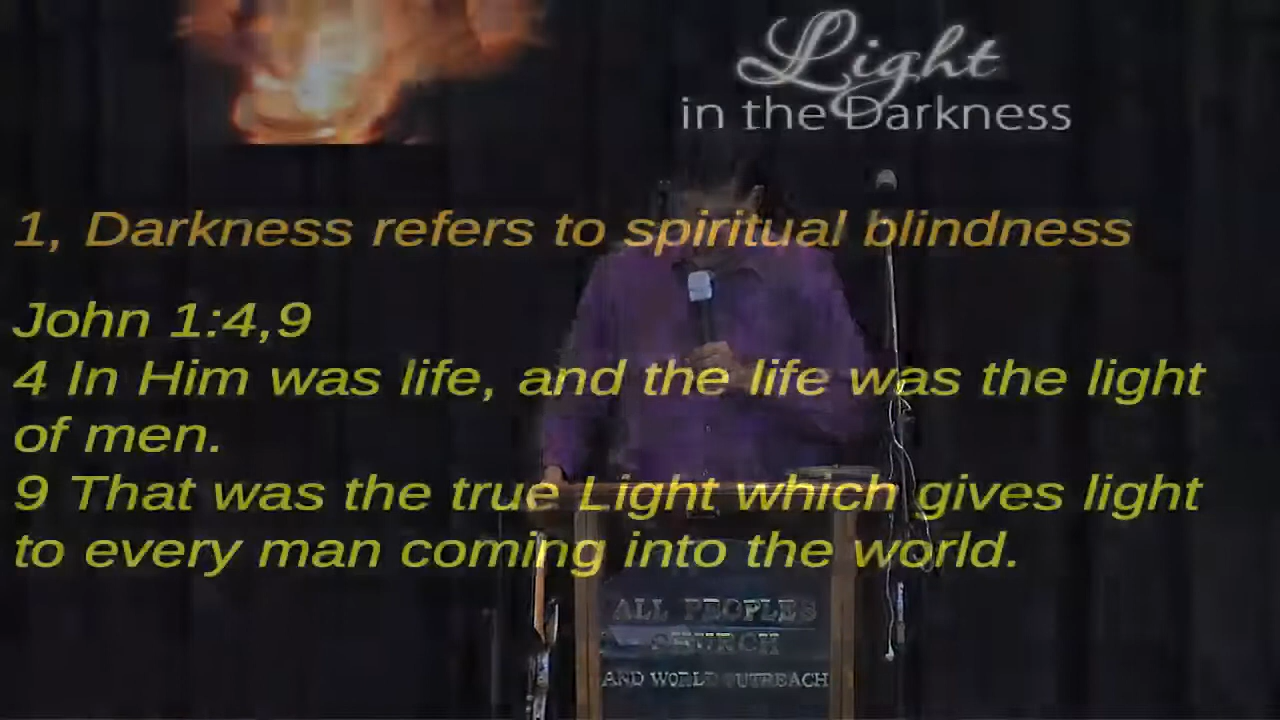 Light
in the Darkness
1, Darkness refers to spiritual blindness
John 1:4,9
4 In Him was life, and the life was the light
of men.
9 That was the true Light which gives light
to every man coming into the world.
ALL PEOPLES
CHURCH
AND WORLD OUTREACH